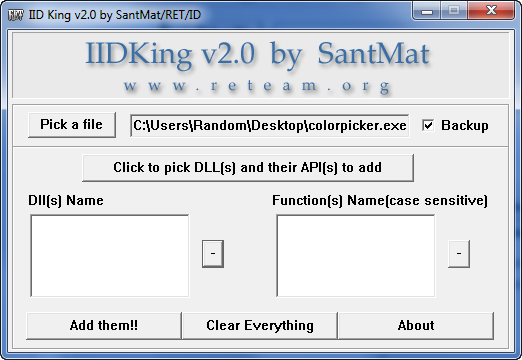 IID King v2.0 by SantMat/RET/ID
IIDKing v2.0 by SantMat
www.reteam.org
Pick a file C:\Users\Random\Desktop\colorpicker.exe Backup
Click to pick DLL(s) and their API(s) to add
Dll(s) Name Function(s) Name(case sensitive)
- -
Add them!! Clear Everything About